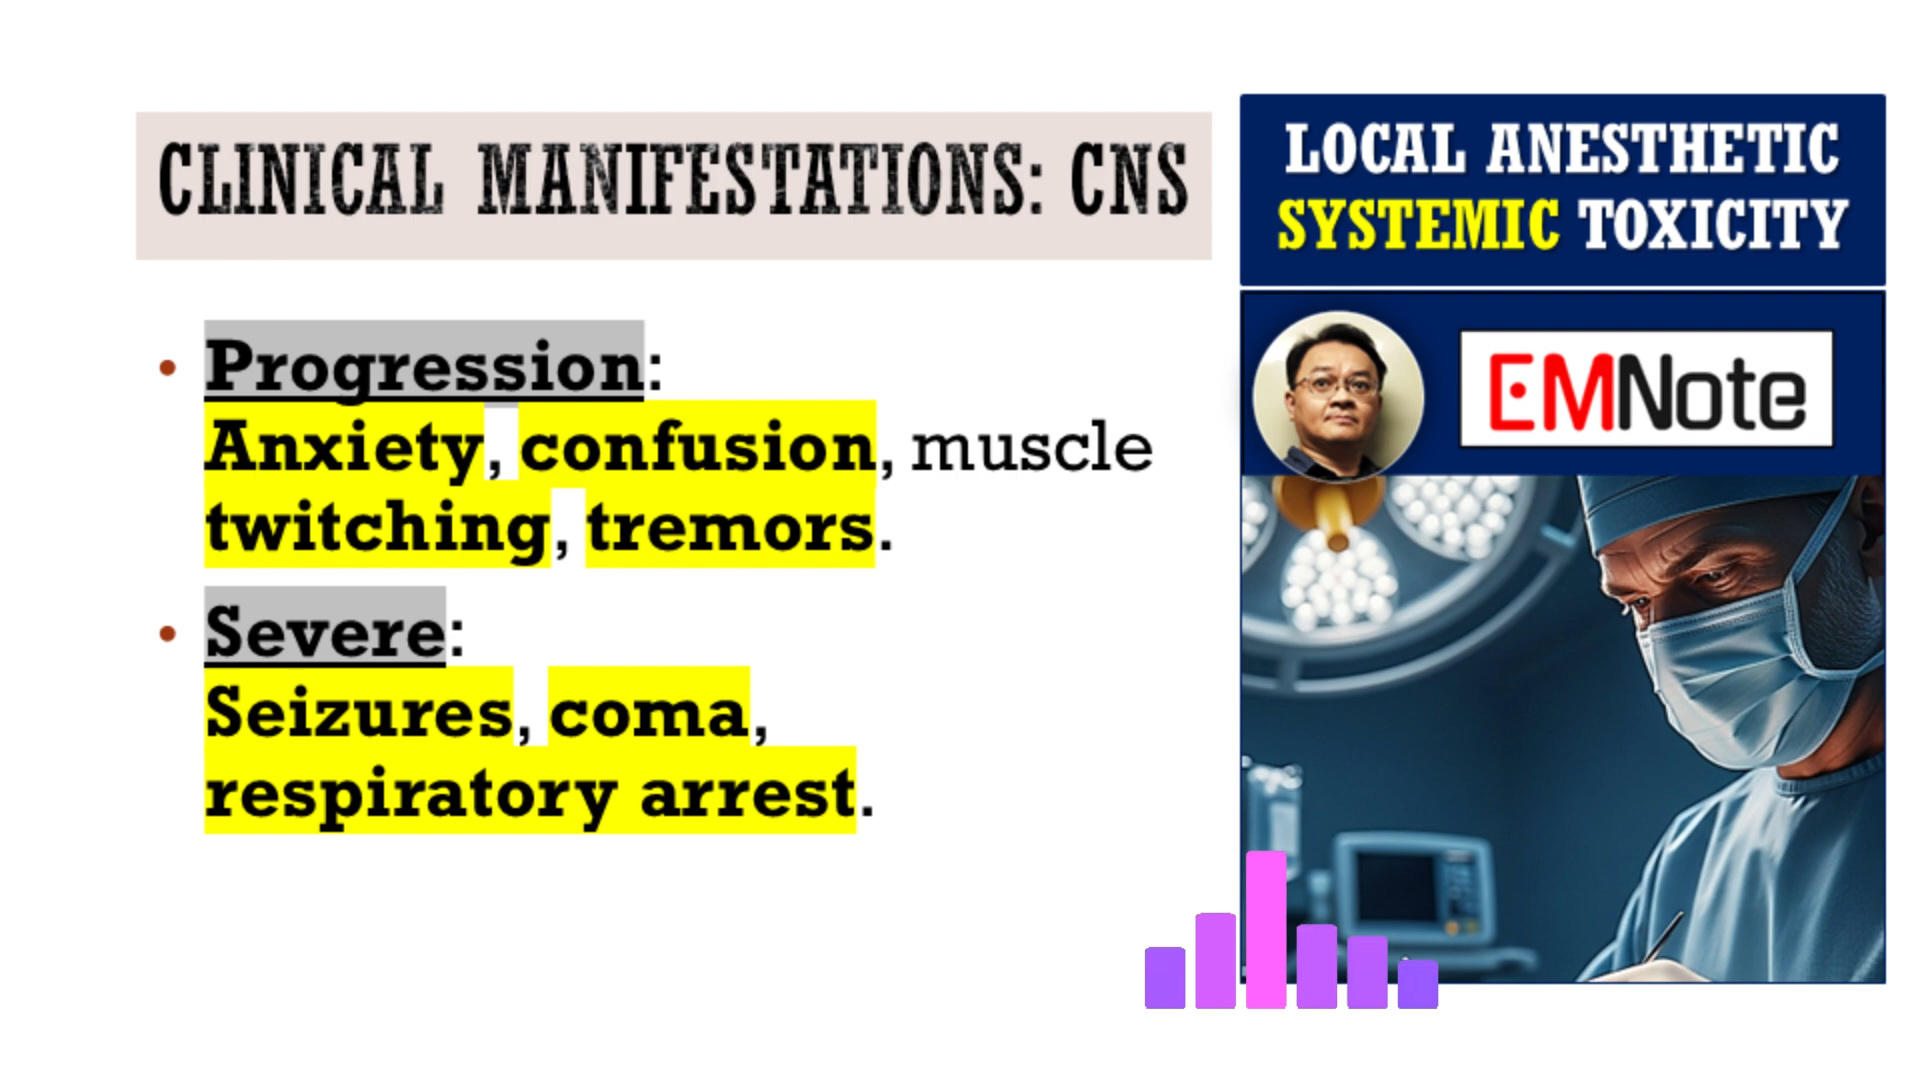 CLINICAL MANIFESTATIONS: CNS
• Progression:
Anxiety, confusion, muscle
twitching, tremors.
• Severe:
Seizures, coma,
respiratory arrest.
LOCAL ANESTHETIC
SYSTEMIC TOXICITY
EMNote